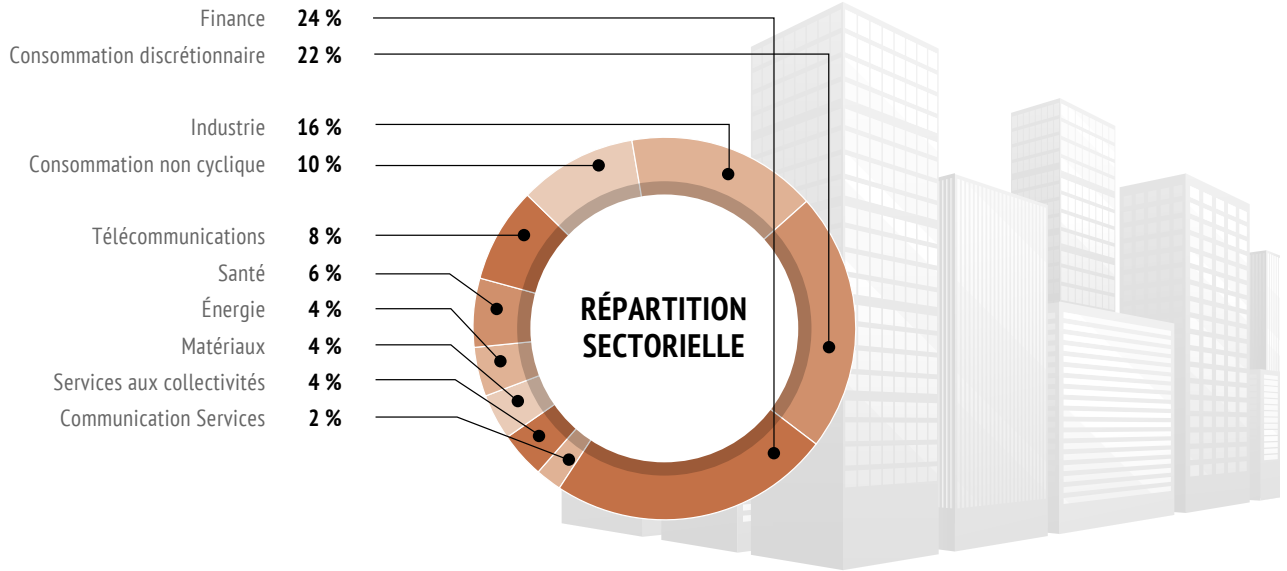 Finance 24 %
Consommation discrétionnaire 22 %
Industrie 16 %
Consommation non cyclique 10 %
Télécommunications 8 %
Santé 6 %
Énergie 4 %
Matériaux 4 %
Services aux collectivités 4 %
Communication Services 2 %
RÉPARTITION
SECTORIELLE